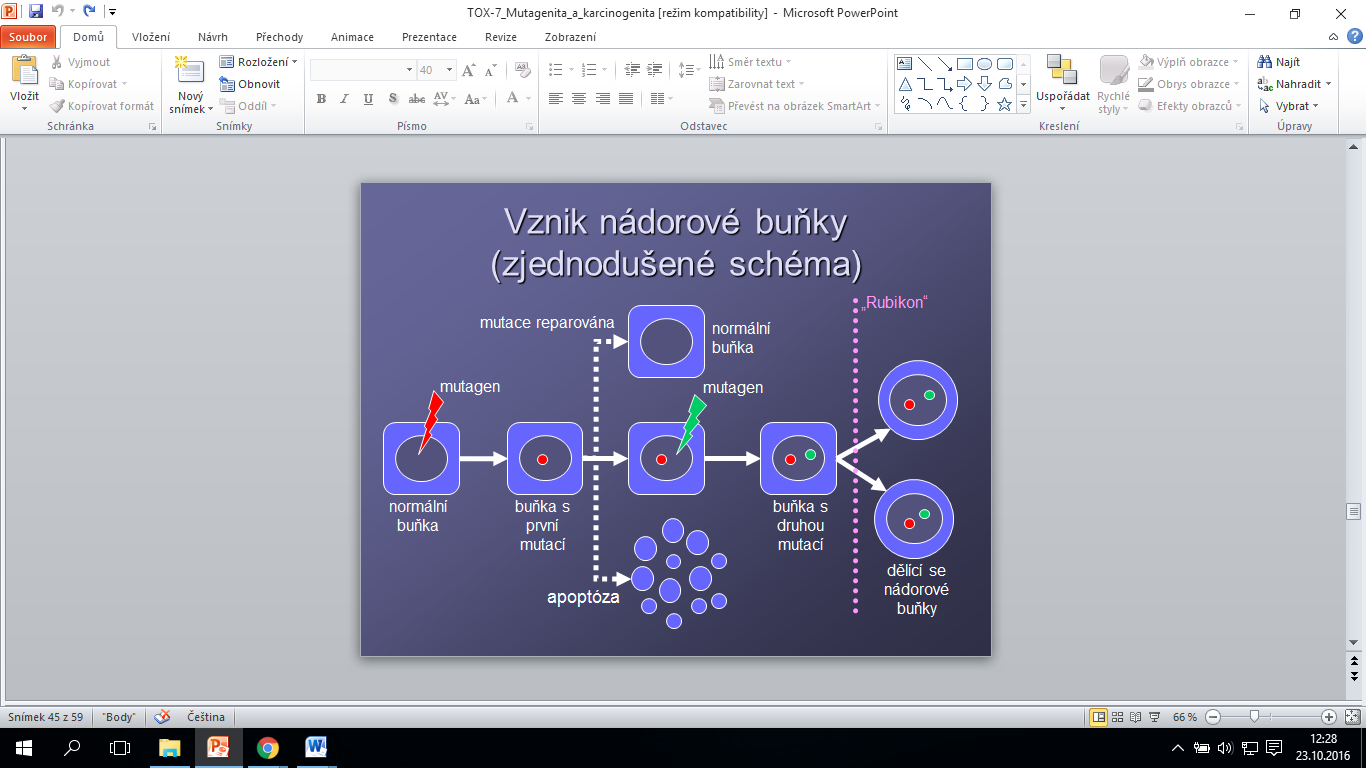 TOX-7_Mutagenita_a_karcinogenita [režim kompatibility] - Microsoft PowerPoint
Soubor Domů Vložení Návrh Přechody Animace Prezentace Revize Zobrazení
Vložit
Vyjmout
Kopírovat
Kopírovat formát
Schránka
Nový
snímek
Rozložení
Obnovit
Oddíl
Snímky
40
B I U S abc AV Aa A
Písmo
Odstavec
Směr textu
Zarovnat text
Převést na obrázek SmartArt
Uspořádat
Rychlé
styly
Výplň obrazce
Obrys obrazce
Efekty obrazců
Kreslení
Najít
Nahradit
Vybrat
Úpravy
Vznik nádorové buňky
(zjednodušené schéma)
„Rubikon“
mutace reparována
normální
buňka
mutagen
mutagen
normální
buňka
buňka s
první
mutací
buňka s
druhou
mutací
apoptóza
dělící se
nádorové
buňky
Snímek 45 z 59 "Body" Čeština 66 %
12:28
23.10.2016